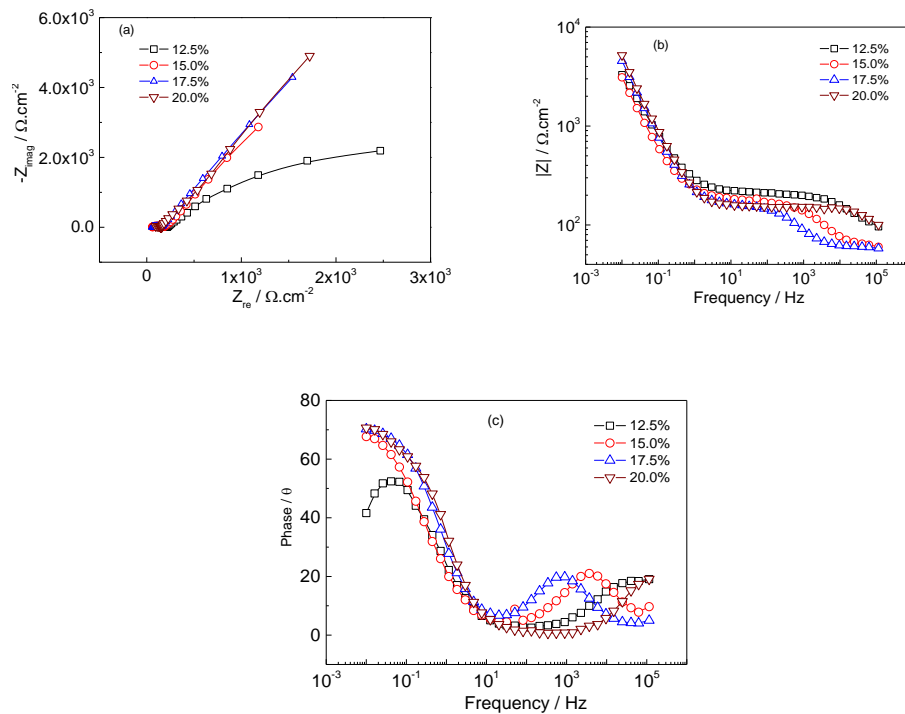 (a)
6.0x10³
4.0x10³
2.0x10³
0.0
-Z_imag / Ω.cm⁻²
12.5%
15.0%
17.5%
20.0%
0 1x10³ 2x10³ 3x10³
Z_re / Ω.cm⁻²
(b)
10⁴
10³
10²
|Z| / Ω.cm⁻²
12.5%
15.0%
17.5%
20.0%
10⁻³ 10⁻¹ 10¹ 10³ 10⁵
Frequency / Hz
(c)
80
60
40
20
0
Phase / θ
12.5%
15.0%
17.5%
20.0%
10⁻³ 10⁻¹ 10¹ 10³ 10⁵
Frequency / Hz